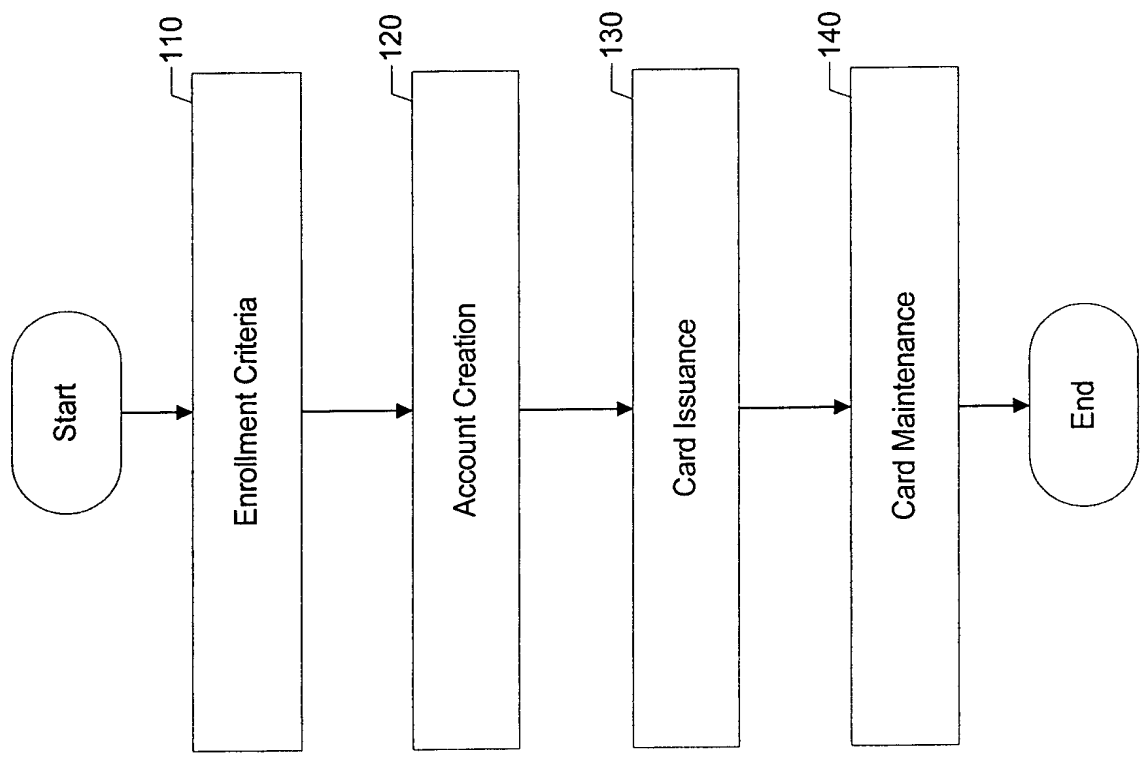 Start
110
Enrollment Criteria
120
Account Creation
130
Card Issuance
140
Card Maintenance
End